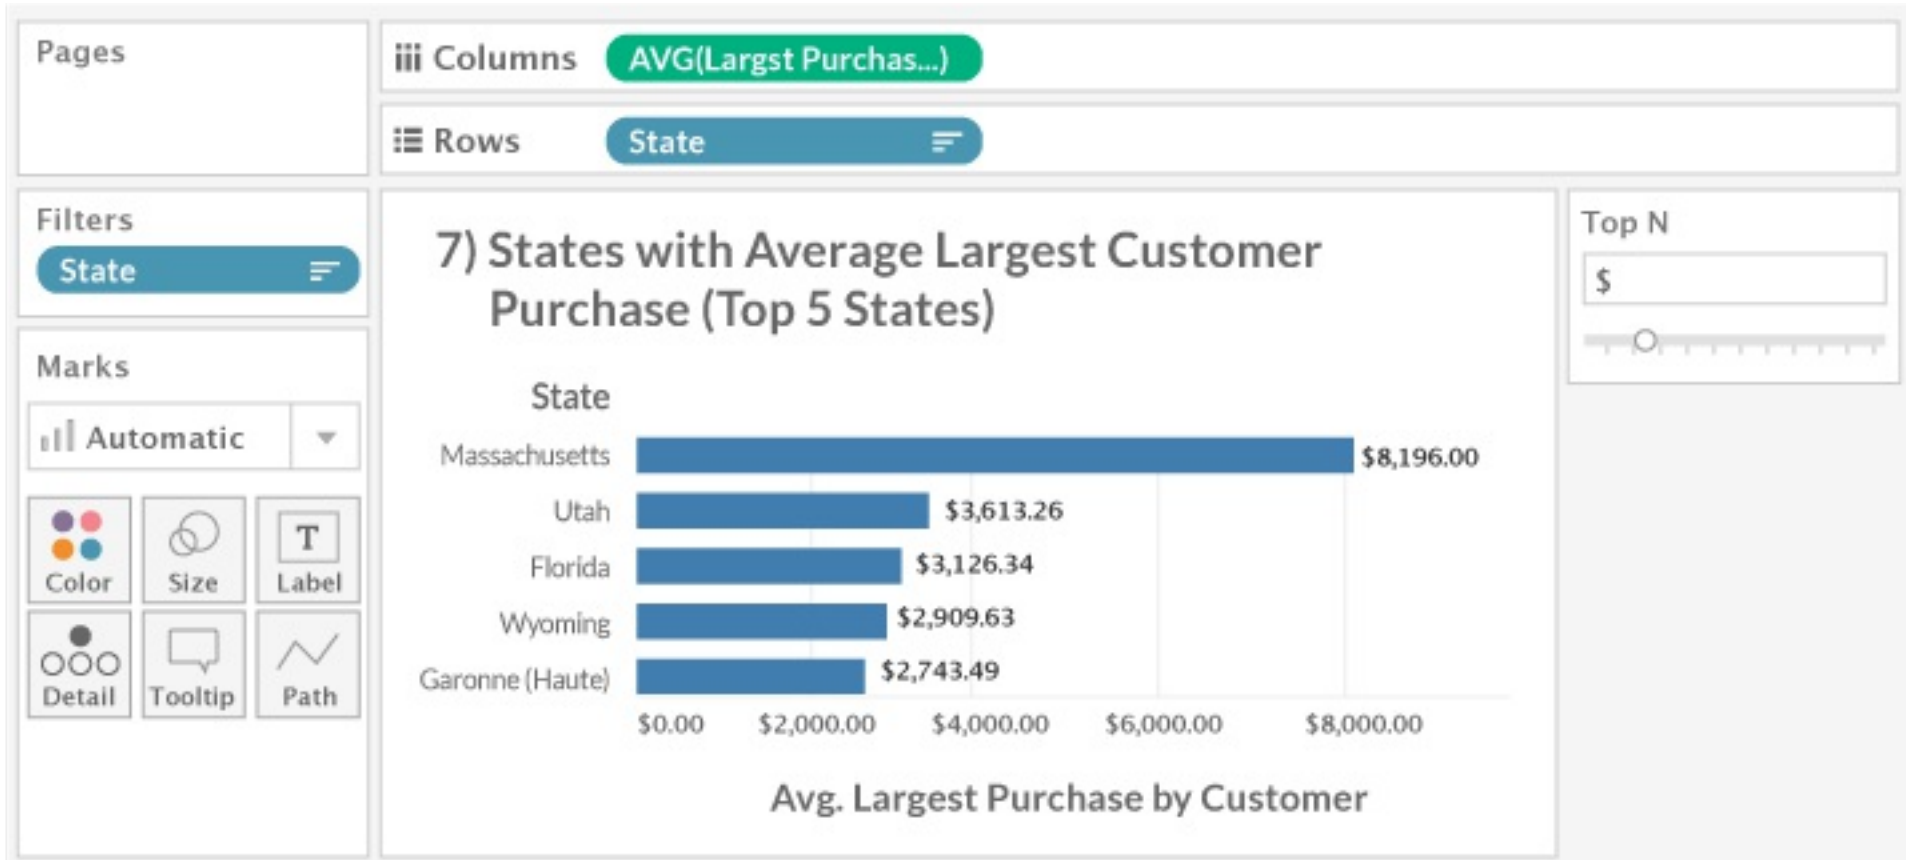 Pages
Columns AVG(Largst Purchas...)
Rows State
Filters
State
Marks
Automatic
Color Size T Label
Detail Tooltip Path
7) States with Average Largest Customer
Purchase (Top 5 States)
State
Massachusetts $8,196.00
Utah $3,613.26
Florida $3,126.34
Wyoming $2,909.63
Garonne (Haute) $2,743.49
$0.00 $2,000.00 $4,000.00 $6,000.00 $8,000.00
Avg. Largest Purchase by Customer
Top N
$